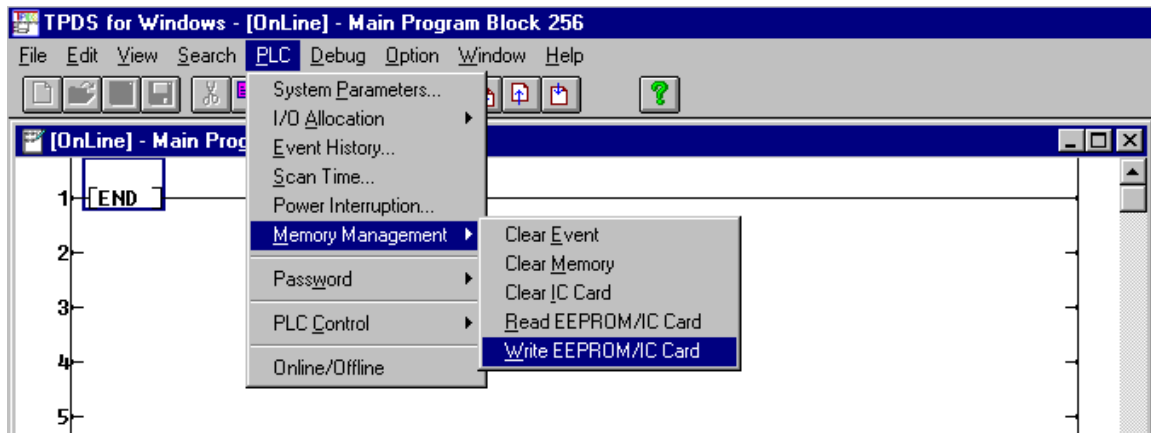 TPDS for Windows - [OnLine] - Main Program Block 256
File Edit View Search PLC Debug Option Window Help
[OnLine] - Main Prog
System Parameters...
I/O Allocation
Event History...
Scan Time...
Power Interruption...
Memory Management
Password
PLC Control
Online/Offline
Clear Event
Clear Memory
Clear IC Card
Read EEPROM/IC Card
Write EEPROM/IC Card
1 [END ]
2
3
4
5